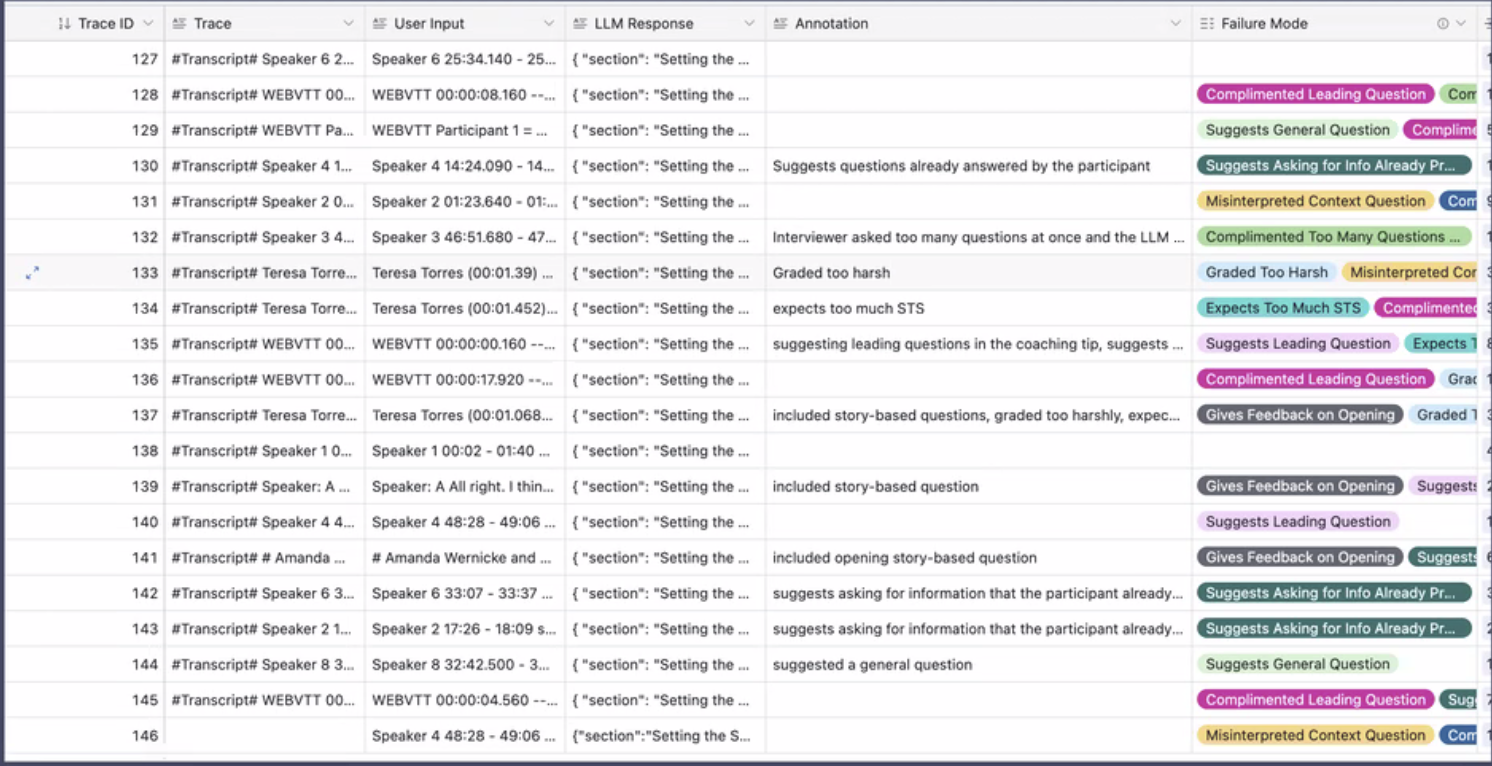 Trace ID Trace User Input LLM Response Annotation Failure Mode
127 #Transcript# Speaker 6 2... Speaker 6 25:34.140 - 25... { "section": "Setting the ...
128 #Transcript# WEBVTT 00... WEBVTT 00:00:08.160 --... { "section": "Setting the ... Complimented Leading Question Com
129 #Transcript# WEBVTT Pa... WEBVTT Participant 1 = ... { "section": "Setting the ... Suggests General Question Complime
130 #Transcript# Speaker 4 1... Speaker 4 14:24.090 - 14... { "section": "Setting the ... Suggests questions already answered by the participant Suggests Asking for Info Already Pr...
131 #Transcript# Speaker 2 0... Speaker 2 01:23.640 - 01:... { "section": "Setting the ... Misinterpreted Context Question Com
132 #Transcript# Speaker 3 4... Speaker 3 46:51.680 - 47... { "section": "Setting the ... Interviewer asked too many questions at once and the LLM ... Complimented Too Many Questions ...
133 #Transcript# Teresa Torre... Teresa Torres (00:01.39) ... { "section": "Setting the ... Graded too harsh Graded Too Harsh Misinterpreted Cor
134 #Transcript# Teresa Torre... Teresa Torres (00:01.452)... { "section": "Setting the ... expects too much STS Expects Too Much STS Complimented
135 #Transcript# WEBVTT 00... WEBVTT 00:00:00.160 --... { "section": "Setting the ... suggesting leading questions in the coaching tip, suggests ... Suggests Leading Question Expects T
136 #Transcript# WEBVTT 00... WEBVTT 00:00:17.920 --... { "section": "Setting the ... Complimented Leading Question Grad
137 #Transcript# Teresa Torre... Teresa Torres (00:01.068... { "section": "Setting the ... included story-based questions, graded too harshly, expec... Gives Feedback on Opening Graded T
138 #Transcript# Speaker 1 0... Speaker 1 00:02 - 01:40 ... { "section": "Setting the ...
139 #Transcript# Speaker: A ... Speaker: A All right. I thin... { "section": "Setting the ... included story-based question Gives Feedback on Opening Suggests
140 #Transcript# Speaker 4 4... Speaker 4 48:28 - 49:06 ... { "section": "Setting the ... Suggests Leading Question
141 #Transcript# # Amanda ... # Amanda Wernicke and ... { "section": "Setting the ... included opening story-based question Gives Feedback on Opening Suggests
142 #Transcript# Speaker 6 3... Speaker 6 33:07 - 33:37 ... { "section": "Setting the ... suggests asking for information that the participant already... Suggests Asking for Info Already Pr...
143 #Transcript# Speaker 2 1... Speaker 2 17:26 - 18:09 s... { "section": "Setting the ... suggests asking for information that the participant already... Suggests Asking for Info Already Pr...
144 #Transcript# Speaker 8 3... Speaker 8 32:42.500 - 3... { "section": "Setting the ... suggested a general question Suggests General Question
145 #Transcript# WEBVTT 00... WEBVTT 00:00:04.560 --... { "section": "Setting the ... Complimented Leading Question Sug
146 Speaker 4 48:28 - 49:06 ... {"section":"Setting the S... Misinterpreted Context Question Com